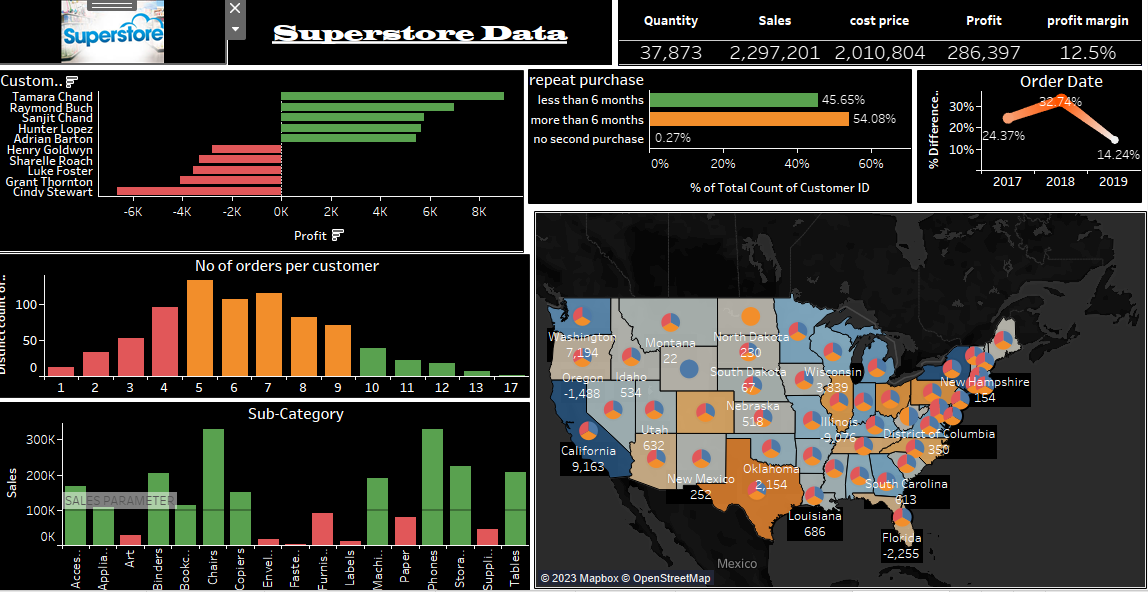 Superstore
Superstore Data
Quantity Sales cost price Profit profit margin
37,873 2,297,201 2,010,804 286,397 12.5%
Custom..
Tamara Chand
Raymond Buch
Sanjit Chand
Hunter Lopez
Adrian Barton
Henry Goldwyn
Sharelle Roach
Luke Foster
Grant Thornton
Cindy Stewart
-6K -4K -2K 0K 2K 4K 6K 8K
Profit
repeat purchase
less than 6 months 45.65%
more than 6 months 54.08%
no second purchase 0.27%
0% 20% 40% 60%
% of Total Count of Customer ID
Order Date
% Difference..
30%
20%
10%
32.74%
24.37%
14.24%
2017 2018 2019
No of orders per customer
100
50
0
1 2 3 4 5 6 7 8 9 10 11 12 13 17
Sub-Category
Sales
300K
200K
100K
0K
SALES PARAMETER
Acces..
Applia..
Art
Binders
Bookc..
Chairs
Copiers
Envel..
Faste..
Furnis..
Labels
Machi..
Paper
Phones
Stora..
Suppli..
Tables
Washington
7,194
Montana
22
North Dakota
230
Oregon
-1,488
Idaho
534
South Dakota
67
Wisconsin
3,839
New Hampshire
154
Nebraska
518
Utah
632
Illinois
-9,076
District of Columbia
350
California
9,163
New Mexico
252
Oklahoma
2,154
South Carolina
613
Louisiana
686
Florida
-2,255
Mexico
© 2023 Mapbox © OpenStreetMap